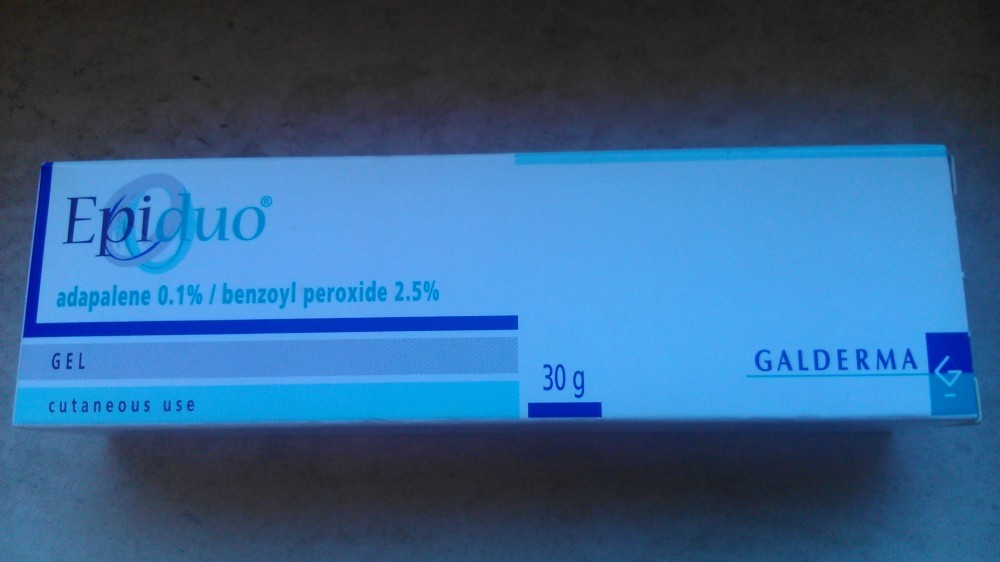 Epiduo®
adapalene 0.1% / benzoyl peroxide 2.5%
GEL
cutaneous use
30 g
GALDERMA